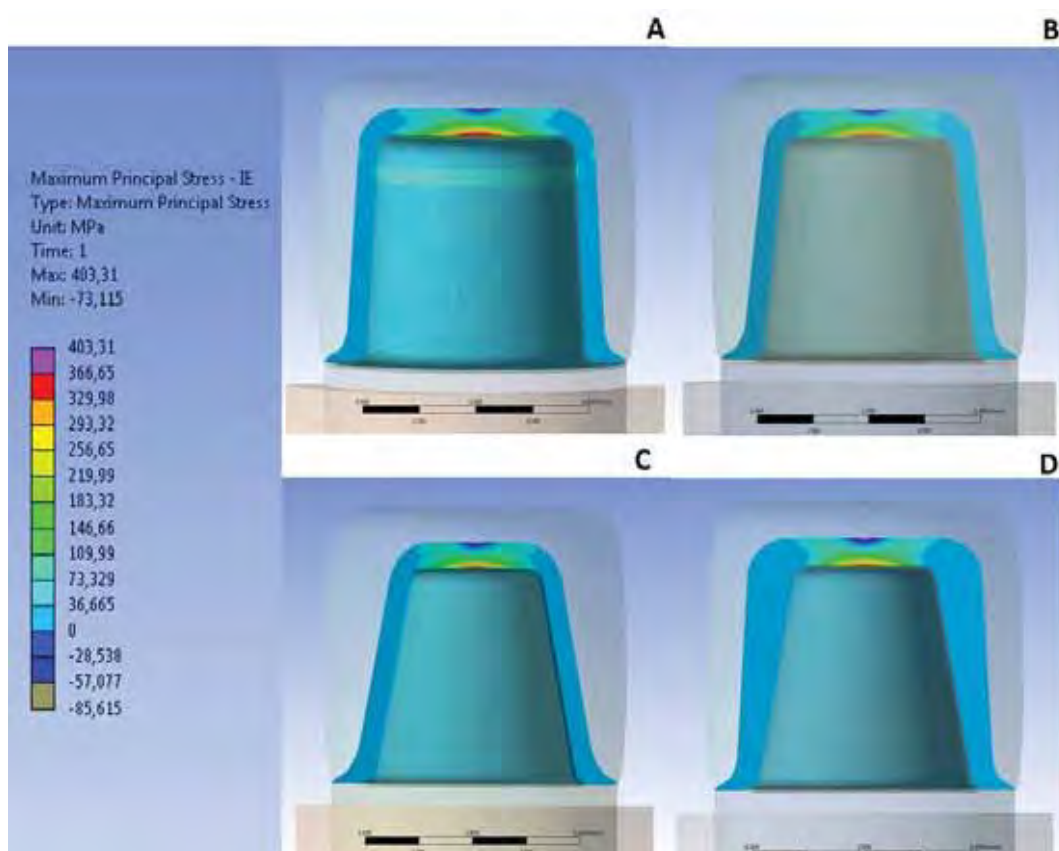 A
B
Maximum Principal Stress - IE
Type: Maximum Principal Stress
Unit: MPa
Time: 1
Max: 403,31
Min: -73,115
403,31
366,65
329,98
293,32
256,65
219,99
183,32
146,66
109,99
73,329
36,665
0
-28,538
-57,077
-85,615
C
D